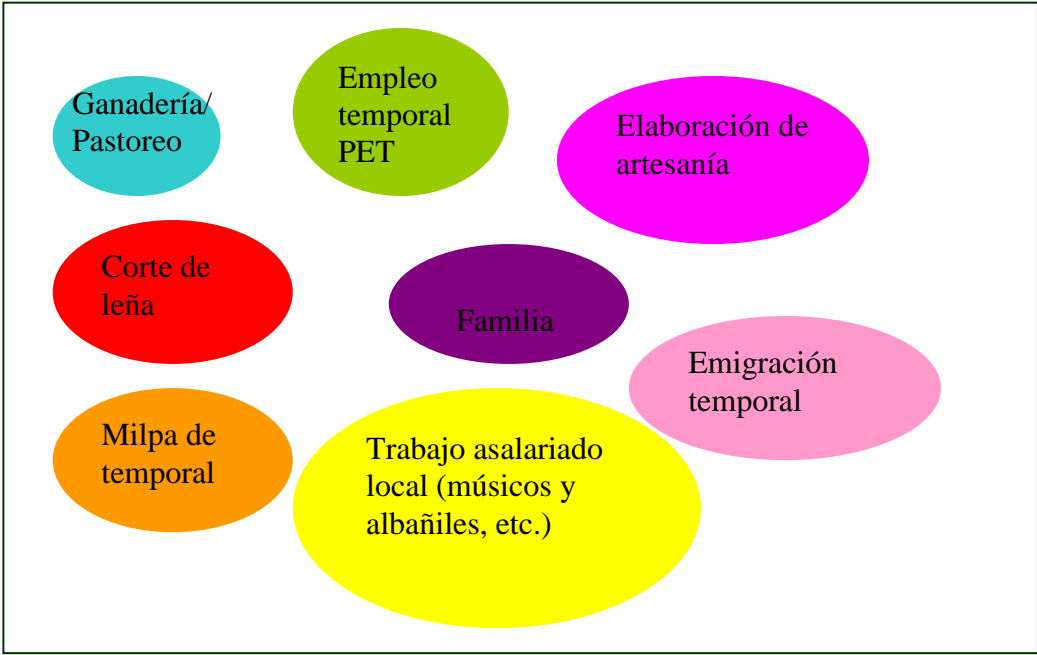 Ganadería/
Pastoreo
Empleo
temporal
PET
Elaboración de
artesanía
Corte de
leña
Familia
Emigración
temporal
Milpa de
temporal
Trabajo asalariado
local (músicos y
albañiles, etc.)